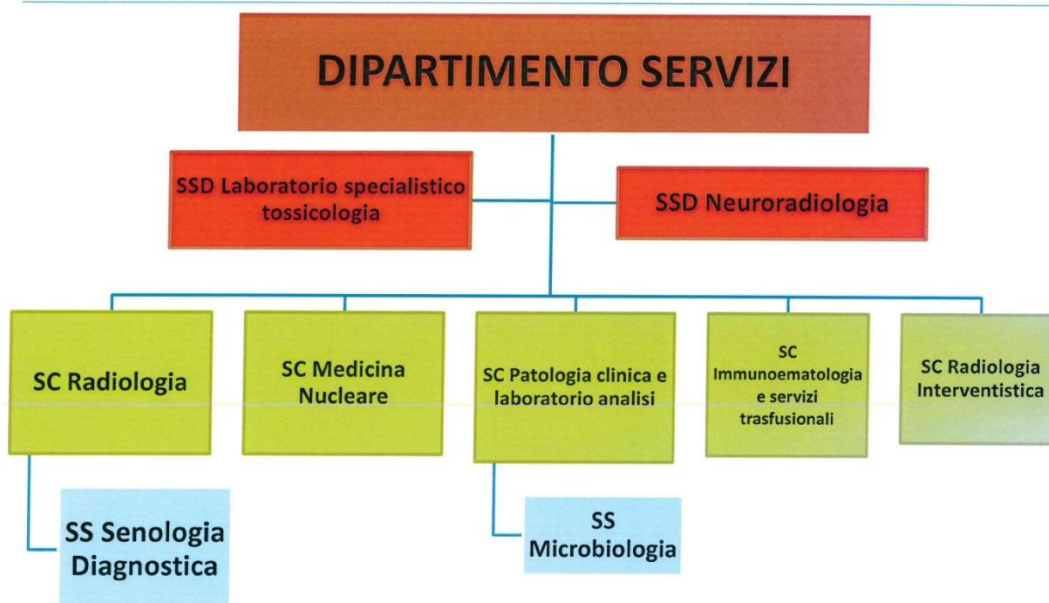 DIPARTIMENTO SERVIZI
SSD Laboratorio specialistico
tossicologia
SSD Neuroradiologia
SC Radiologia
SC Medicina
Nucleare
SC Patologia clinica e
laboratorio analisi
SC
Immunoematologia
e servizi
trasfusionali
SC Radiologia
Interventistica
SS Senologia
Diagnostica
SS
Microbiologia